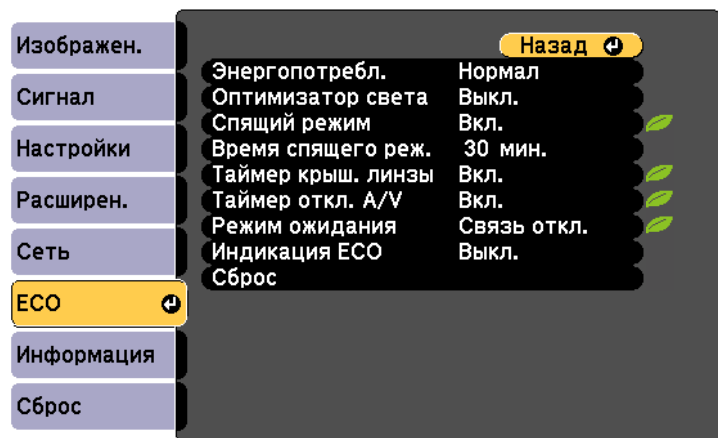 Изображен.
Сигнал
Настройки
Расширен.
Сеть
ECO
Информация
Сброс
Назад
Энергопотребл. Нормал
Оптимизатор света Выкл.
Спящий режим Вкл.
Время спящего реж. 30 мин.
Таймер крыш. линзы Вкл.
Таймер откл. A/V Вкл.
Режим ожидания Связь откл.
Индикация ECO Выкл.
Сброс